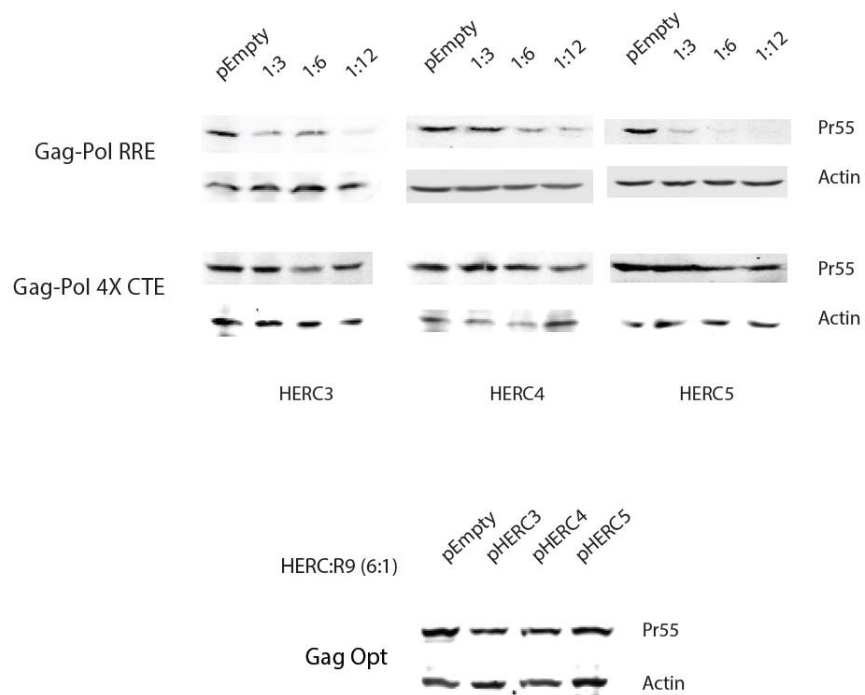 pEmpty 1:3 1:6 1:12 pEmpty 1:3 1:6 1:12 pEmpty 1:3 1:6 1:12
Gag-Pol RRE
Pr55
Actin
Gag-Pol 4X CTE
Pr55
Actin
HERC3 HERC4 HERC5
pEmpty pHERC3 pHERC4 pHERC5
HERC:R9 (6:1)
Pr55
Gag Opt
Actin